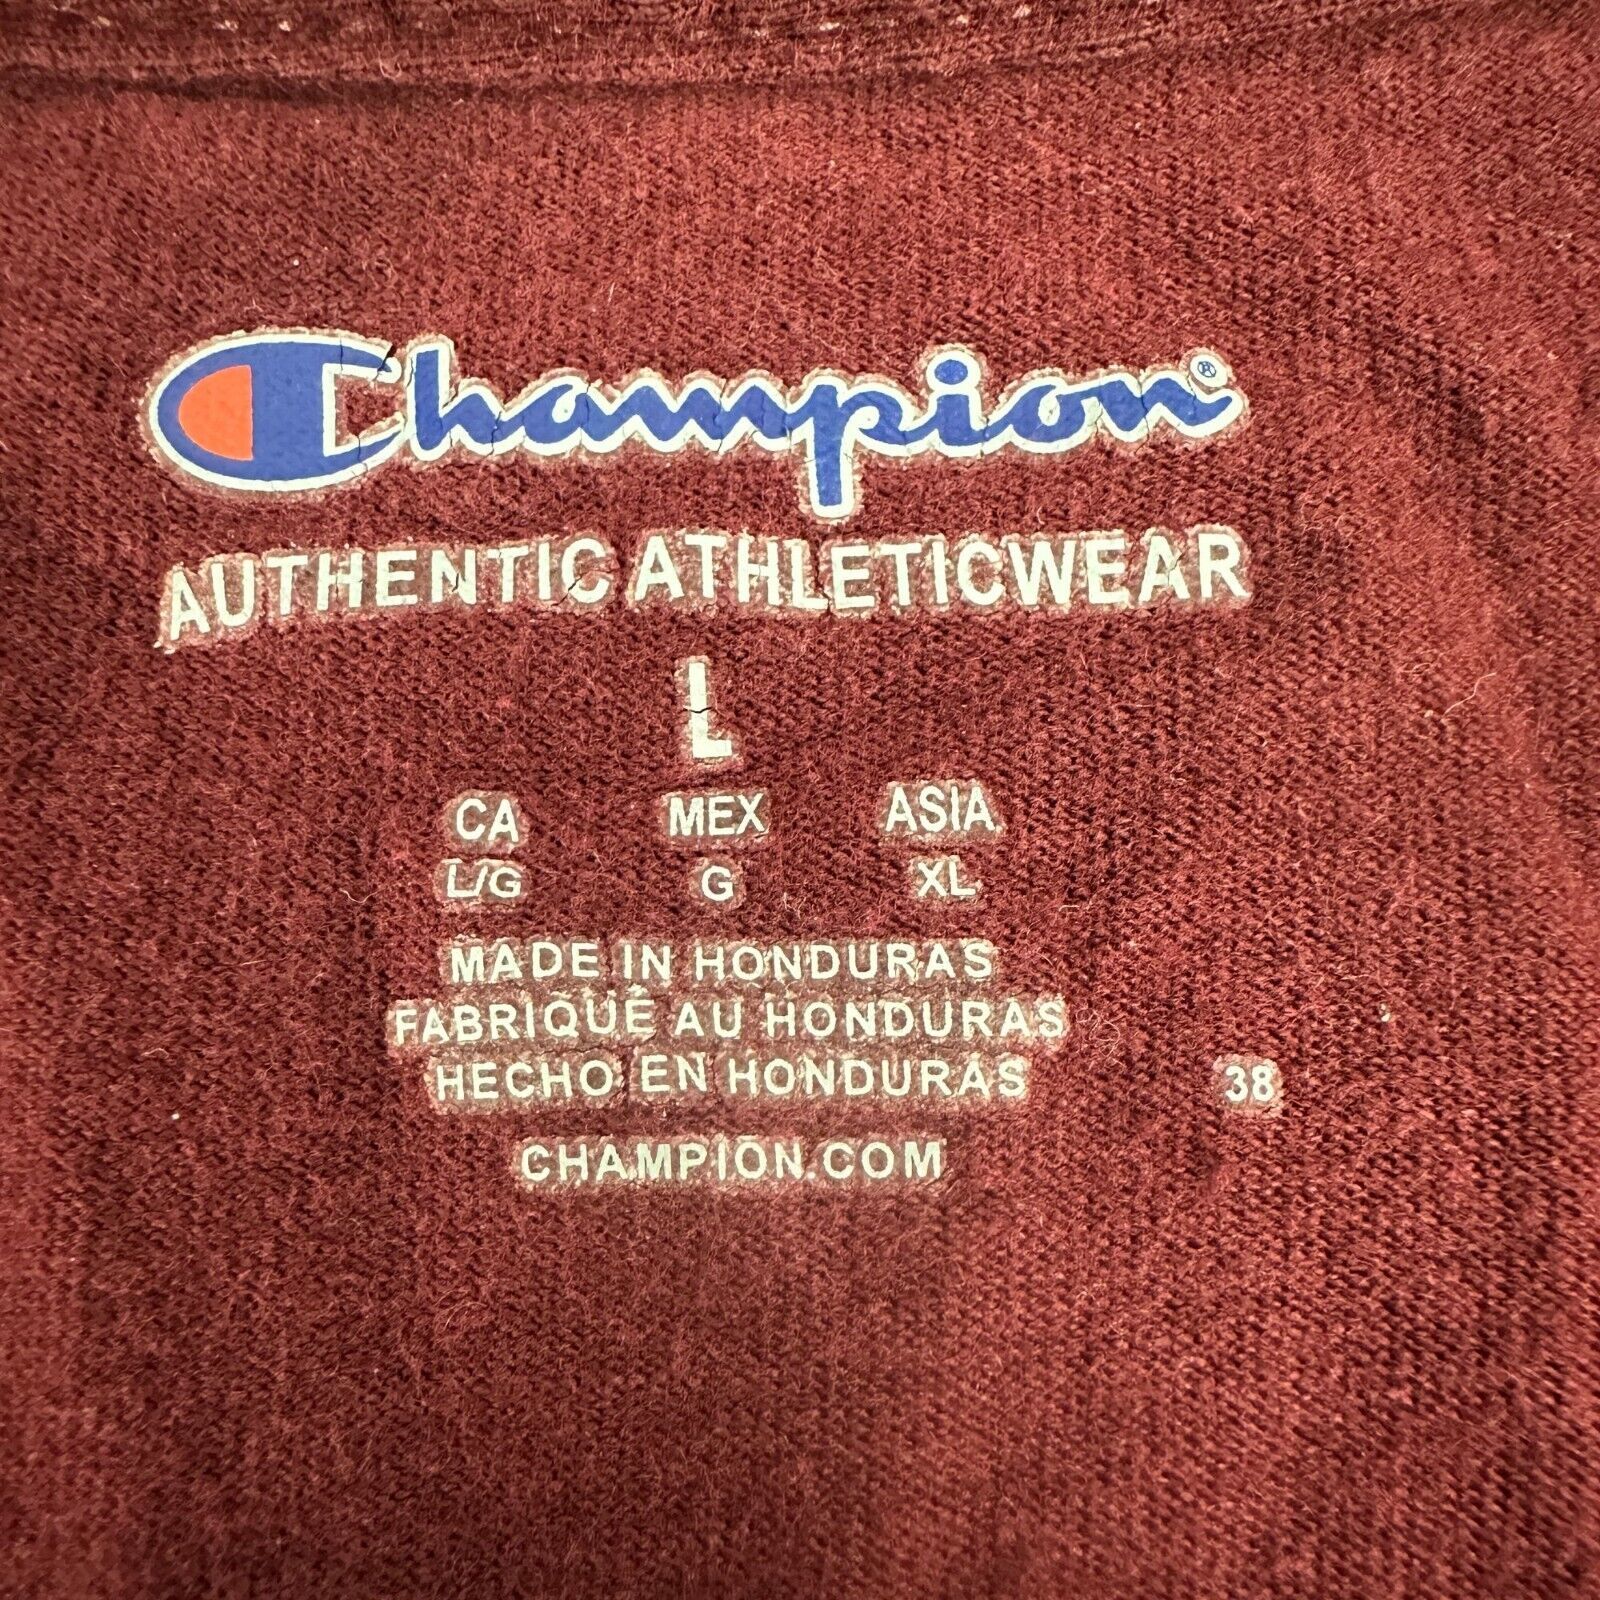 Champion®
AUTHENTIC ATHLETICWEAR
L
CA MEX ASIA
L/G G XL
MADE IN HONDURAS
FABRIQUÉ AU HONDURAS
HECHO EN HONDURAS 38
CHAMPION.COM